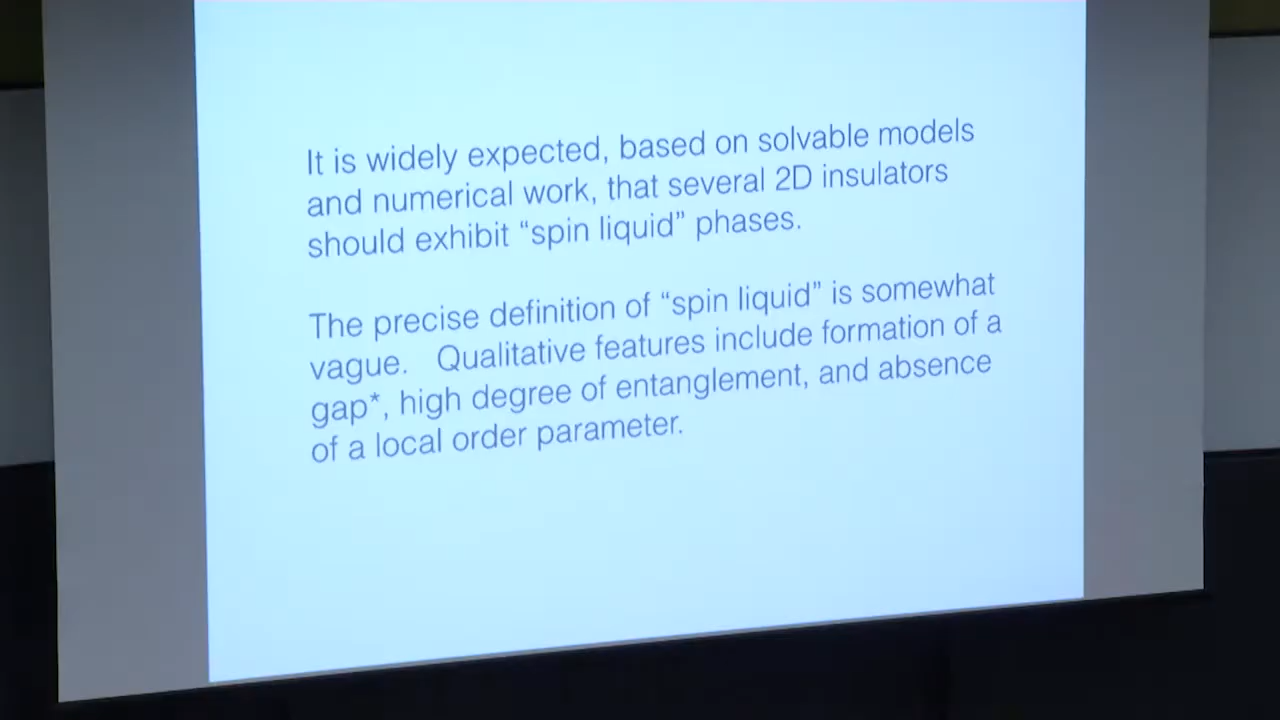 It is widely expected, based on solvable models
and numerical work, that several 2D insulators
should exhibit “spin liquid” phases.
The precise definition of “spin liquid” is somewhat
vague. Qualitative features include formation of a
gap*, high degree of entanglement, and absence
of a local order parameter.